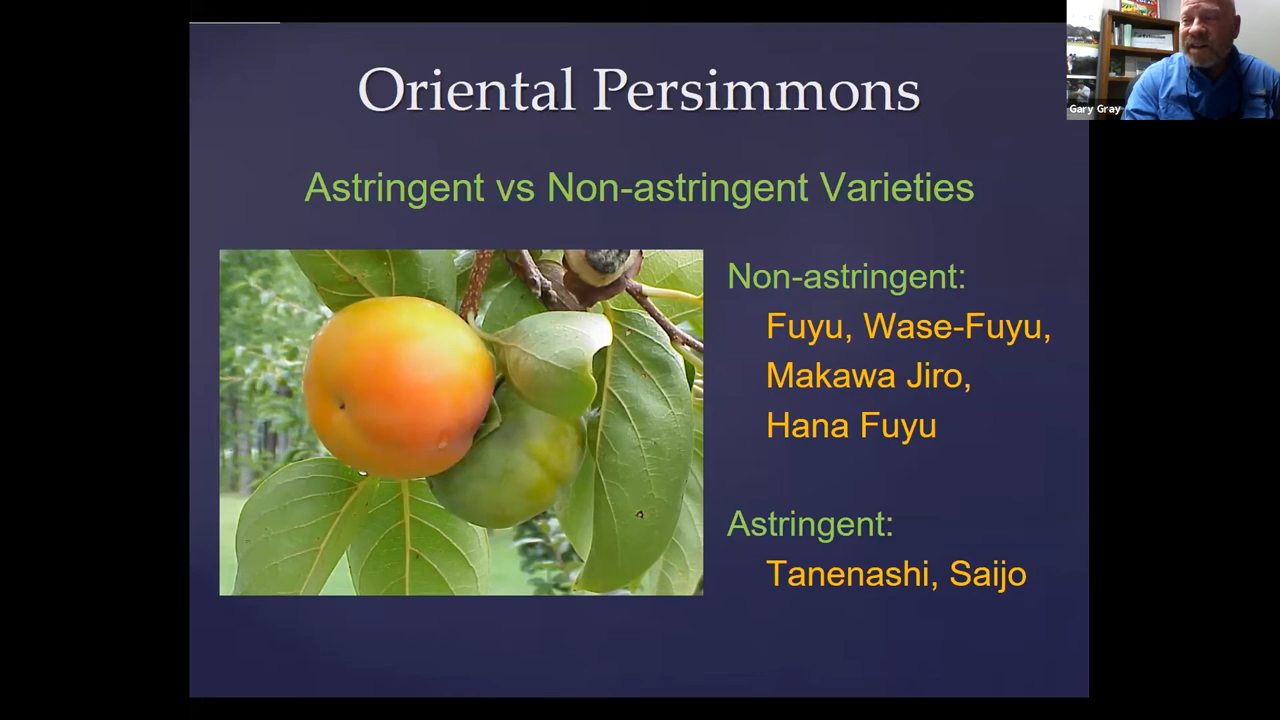 Oriental Persimmons
Gary Gray
Astringent vs Non-astringent Varieties
Non-astringent:
Fuyu, Wase-Fuyu,
Makawa Jiro,
Hana Fuyu
Astringent:
Tanenashi, Saijo